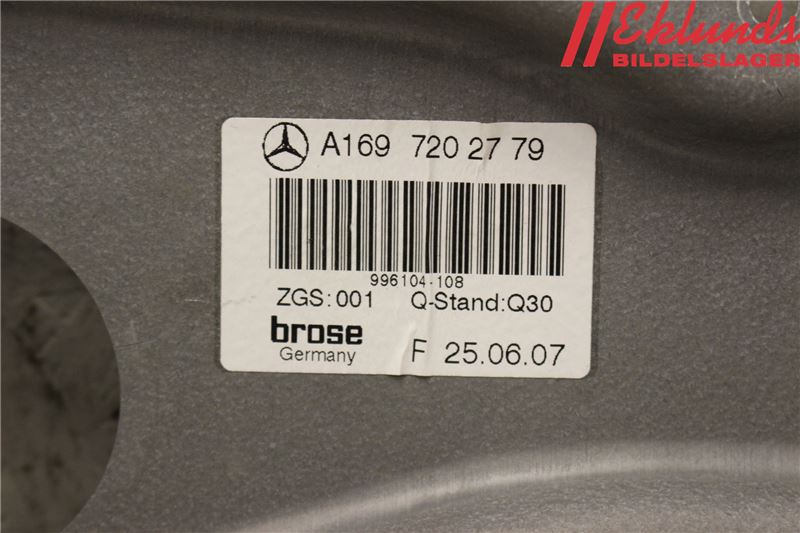 Eklunds
BILDELSLAGER
A169 720 27 79
996104-108
ZGS:001 Q-Stand:Q30
brose
Germany F 25.06.07